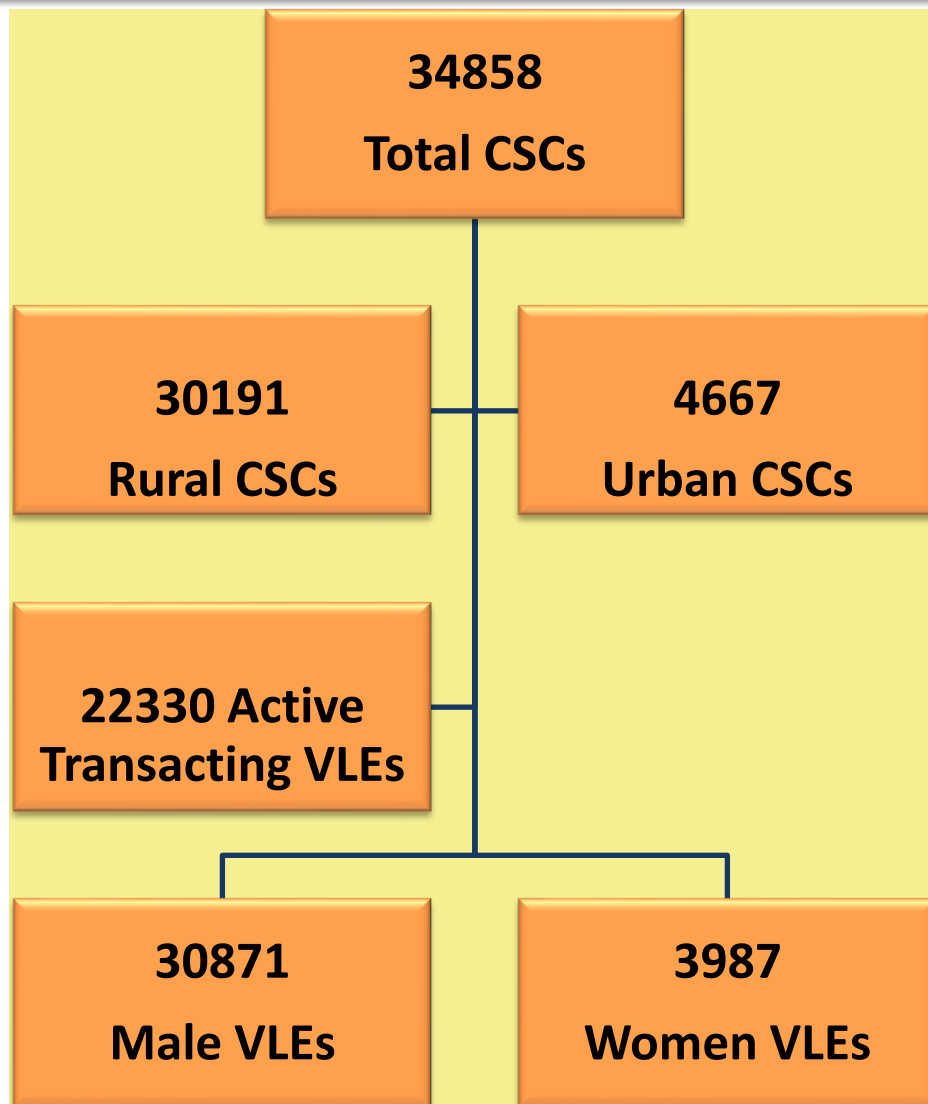 34858
Total CSCs
30191
Rural CSCs
4667
Urban CSCs
22330 Active
Transacting VLEs
30871
Male VLEs
3987
Women VLEs